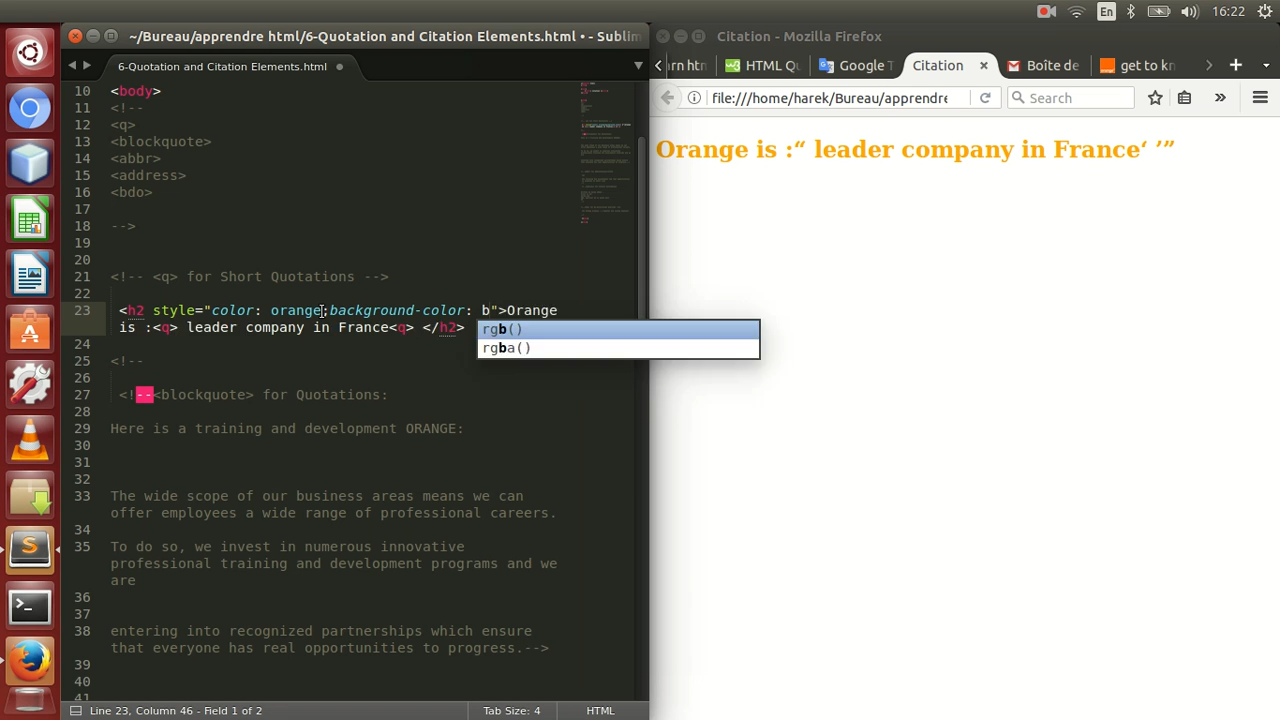 En
16:22
~/Bureau/apprendre html/6-Quotation and Citation Elements.html • - Sublim
6-Quotation and Citation Elements.html
10 <body>
11 <!--
12 <q>
13 <blockquote>
14 <abbr>
15 <address>
16 <bdo>
17
18 -->
19
20
21 <!-- <q> for Short Quotations -->
22
23 <h2 style="color: orange;background-color: b">Orange
is :<q> leader company in France<q> </h2>
rgb()
rgba()
24
25 <!--
26
27 <!--<blockquote> for Quotations:
28
29 Here is a training and development ORANGE:
30
31
32
33 The wide scope of our business areas means we can
offer employees a wide range of professional careers.
34
35 To do so, we invest in numerous innovative
professional training and development programs and we
are
36
37
38 entering into recognized partnerships which ensure
that everyone has real opportunities to progress.-->
39
40
41
Line 23, Column 46 - Field 1 of 2
Tab Size: 4
HTML
Citation - Mozilla Firefox
rn htn
HTML Qu
Google T
Citation
Boîte de
get to kn
file:///home/harek/Bureau/apprendre
Search
Orange is :“ leader company in France‘ ’”